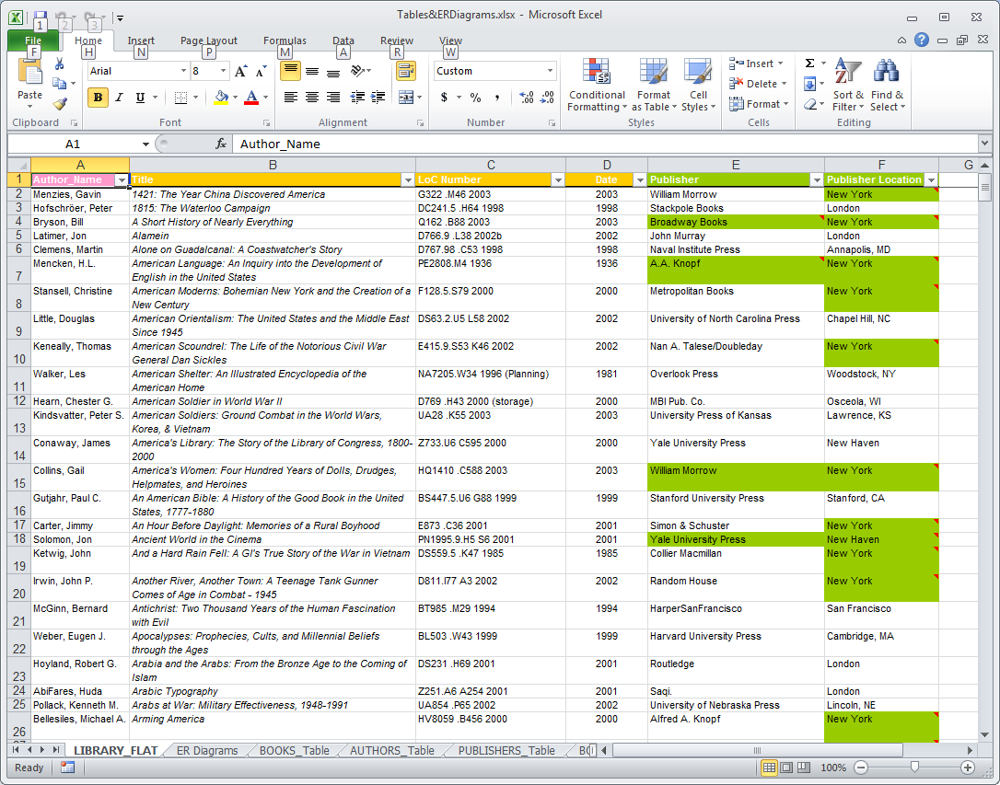 Tables&ERDiagrams.xlsx - Microsoft Excel
1 2 3
File Home Insert Page Layout Formulas Data Review View
F H N P M A R W
Arial 8 Custom
Paste B I U $ % , Conditional Formatting Format as Table Cell Styles Insert Delete Format Σ Sort & Filter Find & Select
Clipboard Font Alignment Number Styles Cells Editing
A1 fx Author_Name
A B C D E F G
1 Author_Name Title LoC Number Date Publisher Publisher Location
2 Menzies, Gavin 1421: The Year China Discovered America G322 .M46 2003 2003 William Morrow New York
3 Hofschröer, Peter 1815: The Waterloo Campaign DC241.5 .H64 1998 1998 Stackpole Books London
4 Bryson, Bill A Short History of Nearly Everything Q162 .B88 2003 2003 Broadway Books New York
5 Latimer, Jon Alamein D766.9 .L38 2002b 2002 John Murray London
6 Clemens, Martin Alone on Guadalcanal: A Coastwatcher's Story D767.98 .C53 1998 1998 Naval Institute Press Annapolis, MD
Mencken, H.L. American Language: An Inquiry into the Development of PE2808.M4 1936 1936 A.A. Knopf New York
7 English in the United States
Stansell, Christine American Moderns: Bohemian New York and the Creation of a F128.5.S79 2000 2000 Metropolitan Books New York
8 New Century
Little, Douglas American Orientalism: The United States and the Middle East DS63.2.U5 L58 2002 2002 University of North Carolina Press Chapel Hill, NC
9 Since 1945
Keneally, Thomas American Scoundrel: The Life of the Notorious Civil War E415.9.S53 K46 2002 2002 Nan A. Talese/Doubleday New York
10 General Dan Sickles
Walker, Les American Shelter: An Illustrated Encyclopedia of the NA7205.W34 1996 (Planning) 1981 Overlook Press Woodstock, NY
11 American Home
12 Hearn, Chester G. American Soldier in World War II D769 .H43 2000 (storage) 2000 MBI Pub. Co. Osceola, WI
Kindsvatter, Peter S. American Soldiers: Ground Combat in the World Wars, UA28 .K55 2003 2003 University Press of Kansas Lawrence, KS
13 Korea, & Vietnam
Conaway, James America's Library: The Story of the Library of Congress, 1800- Z733.U6 C595 2000 2000 Yale University Press New Haven
14 2000
Collins, Gail America's Women: Four Hundred Years of Dolls, Drudges, HQ1410 .C588 2003 2003 William Morrow New York
15 Helpmates, and Heroines
Gutjahr, Paul C. An American Bible: A History of the Good Book in the United BS447.5.U6 G88 1999 1999 Stanford University Press Stanford, CA
16 States, 1777-1880
17 Carter, Jimmy An Hour Before Daylight: Memories of a Rural Boyhood E873 .C36 2001 2001 Simon & Schuster New York
18 Solomon, Jon Ancient World in the Cinema PN1995.9.H5 S6 2001 2001 Yale University Press New Haven
Ketwig, John And a Hard Rain Fell: A GI's True Story of the War in Vietnam DS559.5 .K47 1985 1985 Collier Macmillan New York
19
Irwin, John P. Another River, Another Town: A Teenage Tank Gunner D811.I77 A3 2002 2002 Random House New York
20 Comes of Age in Combat - 1945
McGinn, Bernard Antichrist: Two Thousand Years of the Human Fascination BT985 .M29 1994 1994 HarperSanFrancisco San Francisco
21 with Evil
Weber, Eugen J. Apocalypses: Prophecies, Cults, and Millennial Beliefs BL503 .W43 1999 1999 Harvard University Press Cambridge, MA
22 through the Ages
Hoyland, Robert G. Arabia and the Arabs: From the Bronze Age to the Coming of DS231 .H69 2001 2001 Routledge London
23 Islam
24 AbiFares, Huda Arabic Typography Z251.A6 A254 2001 2001 Saqi. London
25 Pollack, Kenneth M. Arabs at War: Military Effectiveness, 1948-1991 UA854 .P65 2002 2002 University of Nebraska Press Lincoln, NE
Bellesiles, Michael A. Arming America HV8059 .B456 2000 2000 Alfred A. Knopf New York
26
LIBRARY_FLAT ER Diagrams BOOKS_Table AUTHORS_Table PUBLISHERS_Table
Ready 100%